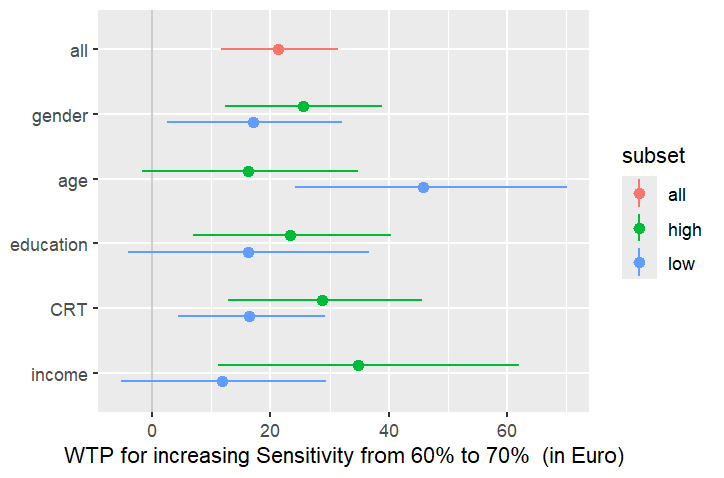 all
gender
age
education
CRT
income
0 20 40 60
WTP for increasing Sensitivity from 60% to 70%  (in Euro)
subset
all
high
low